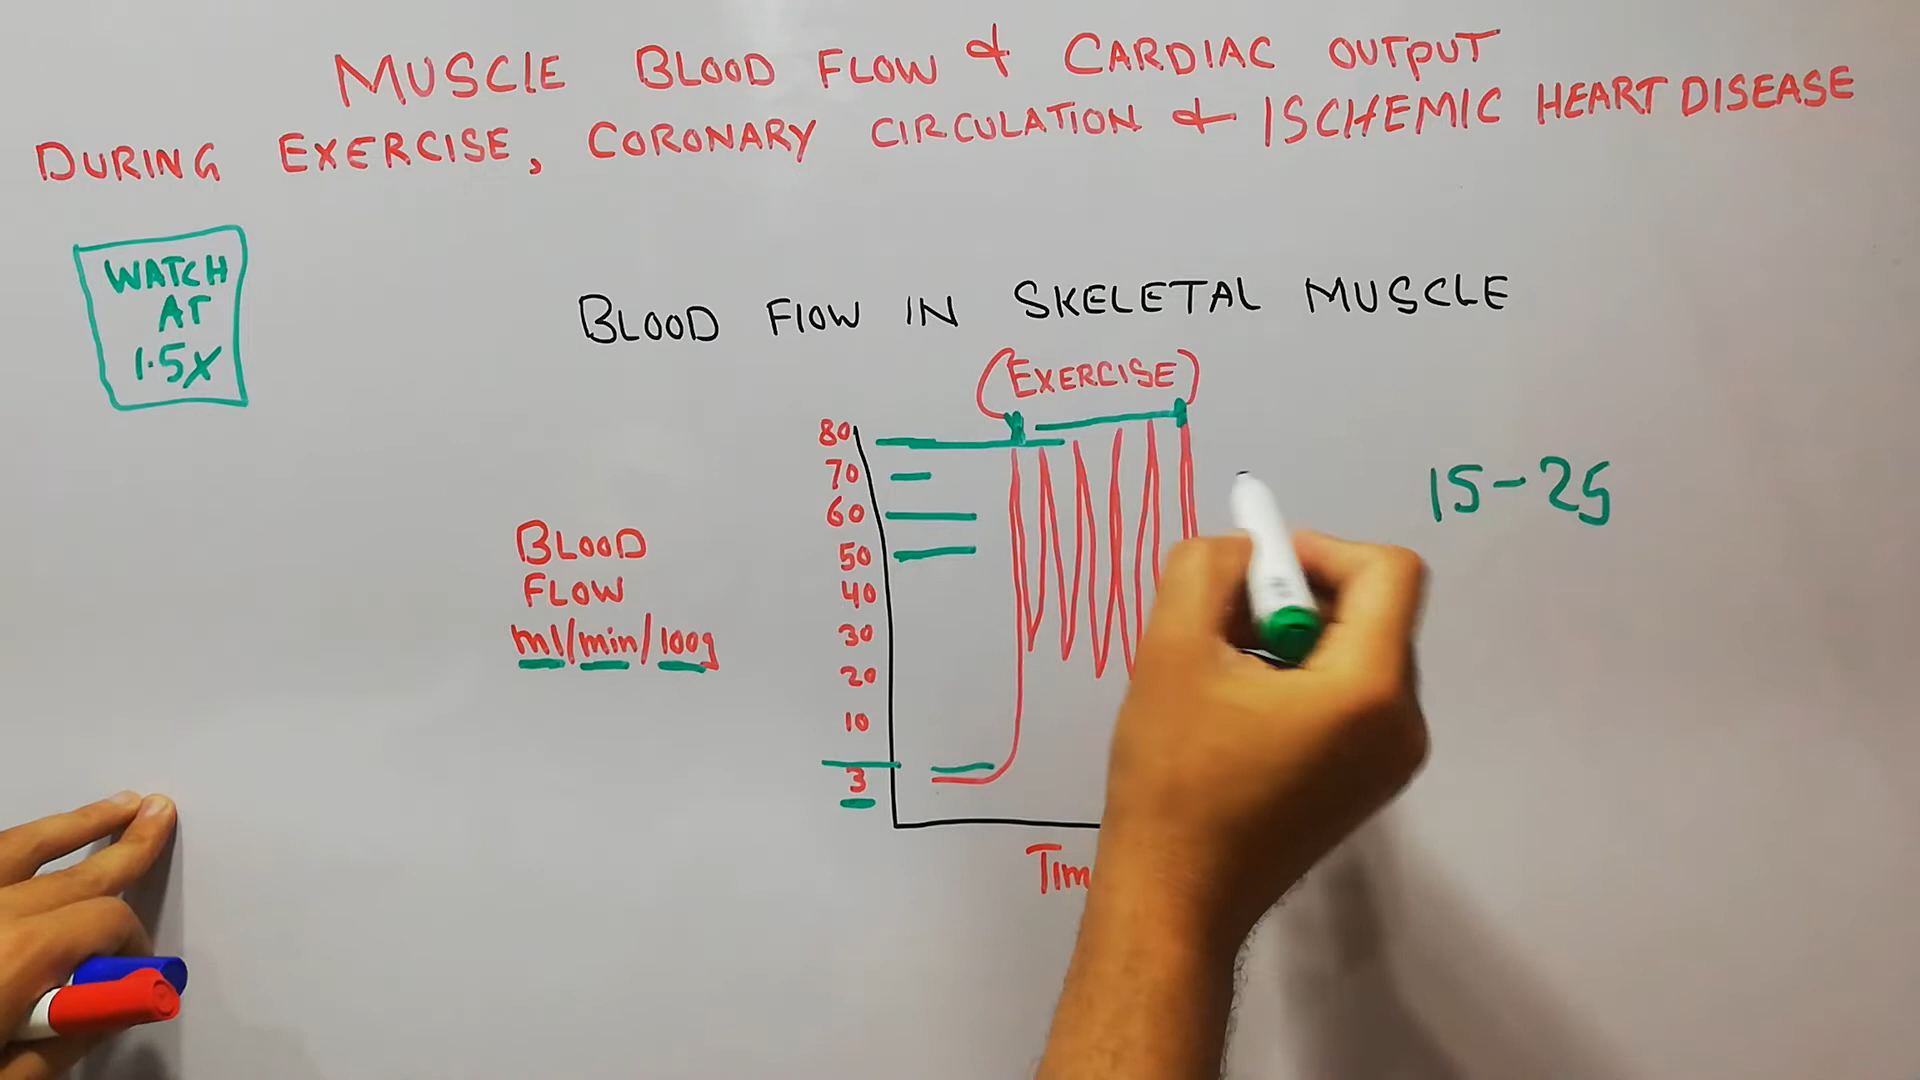 MUSCLE BLOOD FLOW & CARDIAC OUTPUT
DURING EXERCISE, CORONARY CIRCULATION & ISCHEMIC HEART DISEASE
WATCH
AT
1.5X
BLOOD FLOW IN SKELETAL MUSCLE
(EXERCISE)
80
70
60
50
40
30
20
10
3
BLOOD
FLOW
ml/min/100g
15-25